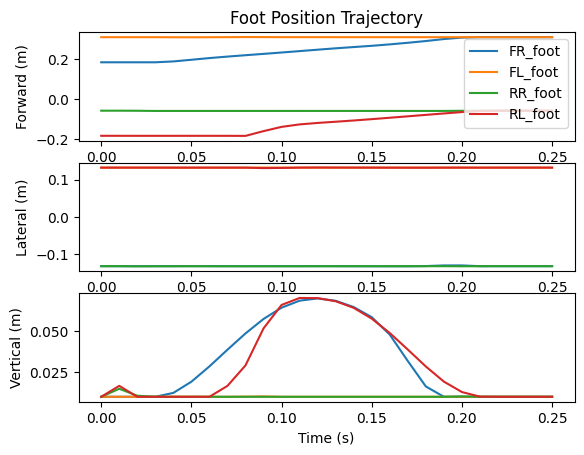 Foot Position Trajectory
Forward (m)
0.2
0.0
−0.2
FR_foot
FL_foot
RR_foot
RL_foot
0.00 0.05 0.10 0.15 0.20 0.25
Lateral (m)
0.1
0.0
−0.1
0.00 0.05 0.10 0.15 0.20 0.25
Vertical (m)
0.050
0.025
0.00 0.05 0.10 0.15 0.20 0.25
Time (s)